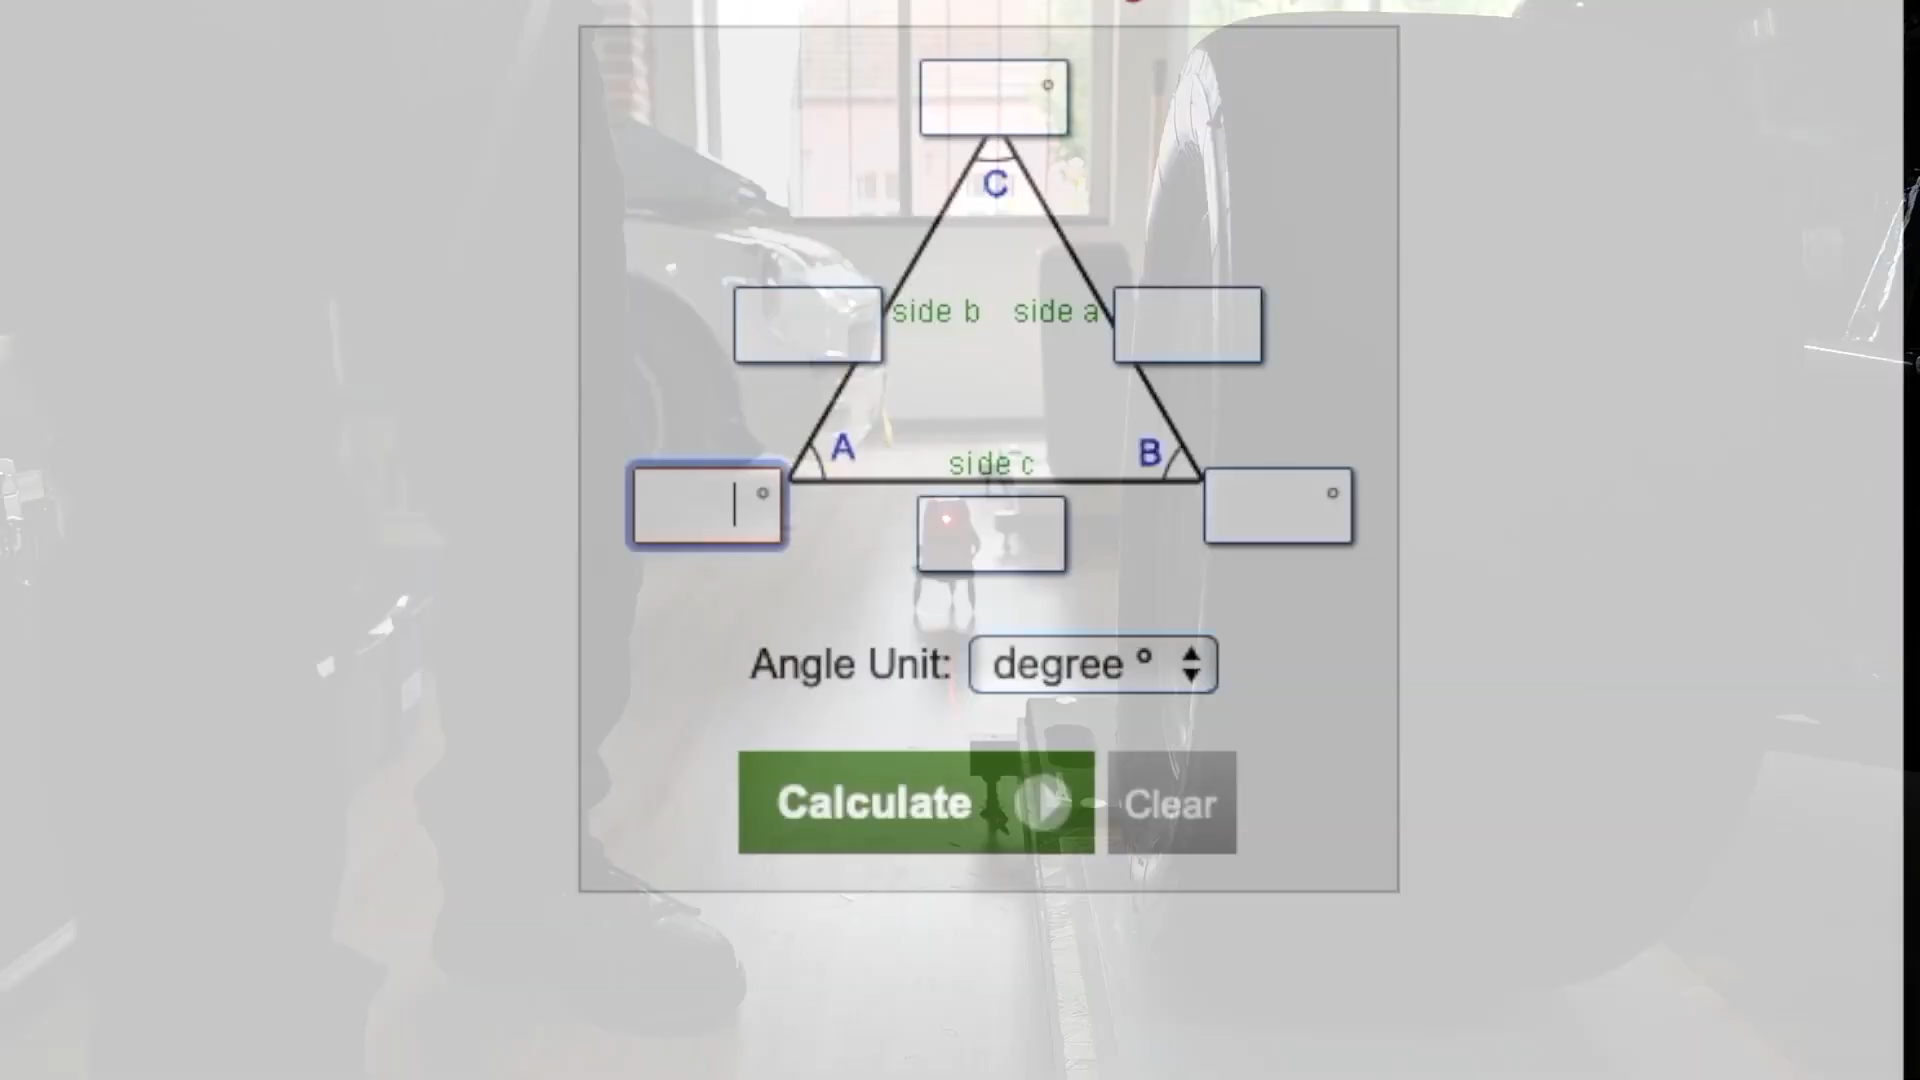 °
C
side b side a
A
B
side c
°
°
Angle Unit: degree °
Calculate
Clear